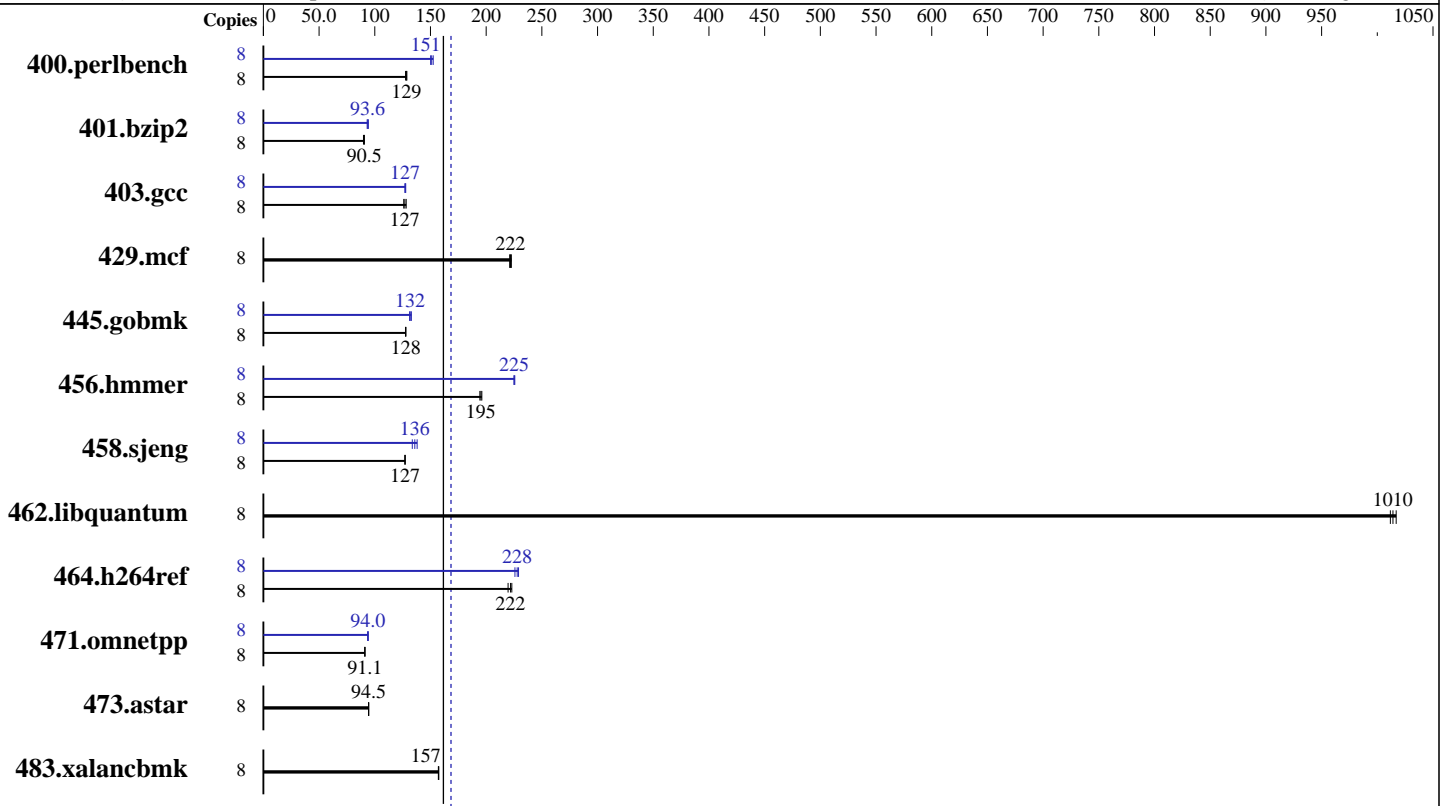 Copies 0 50.0 100 150 200 250 300 350 400 450 500 550 600 650 700 750 800 850 900 950 1050
400.perlbench 8 151
8 129
401.bzip2 8 93.6
8 90.5
403.gcc 8 127
8 127
429.mcf 8 222
445.gobmk 8 132
8 128
456.hmmer 8 225
8 195
458.sjeng 8 136
8 127
462.libquantum 8 1010
464.h264ref 8 228
8 222
471.omnetpp 8 94.0
8 91.1
473.astar 8 94.5
483.xalancbmk 8 157